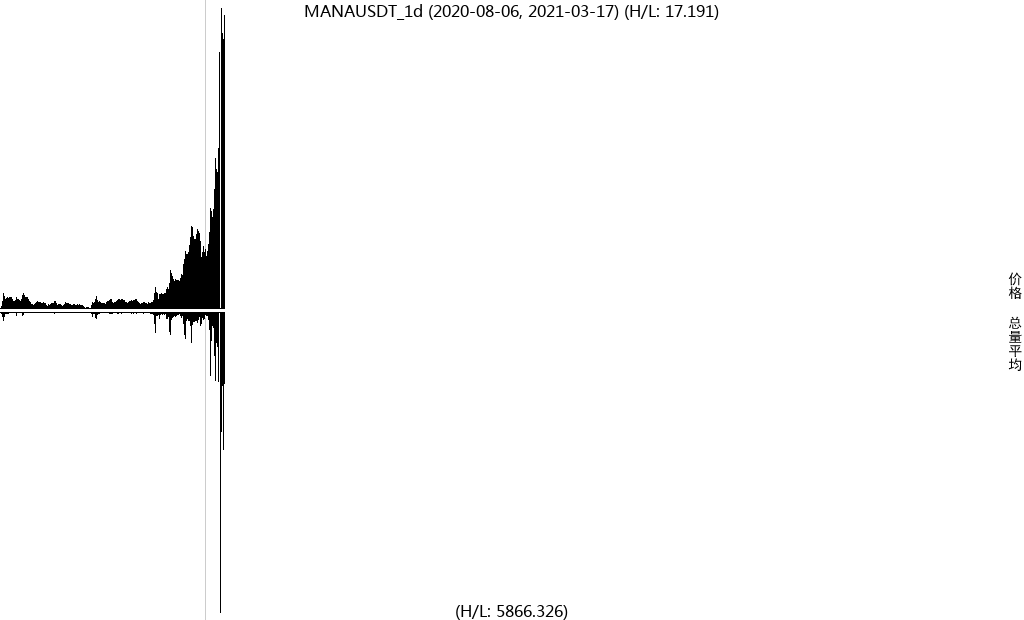 MANAUSDT_1d (2020-08-06, 2021-03-17) (H/L: 17.191)
价格 总量平均
(H/L: 5866.326)